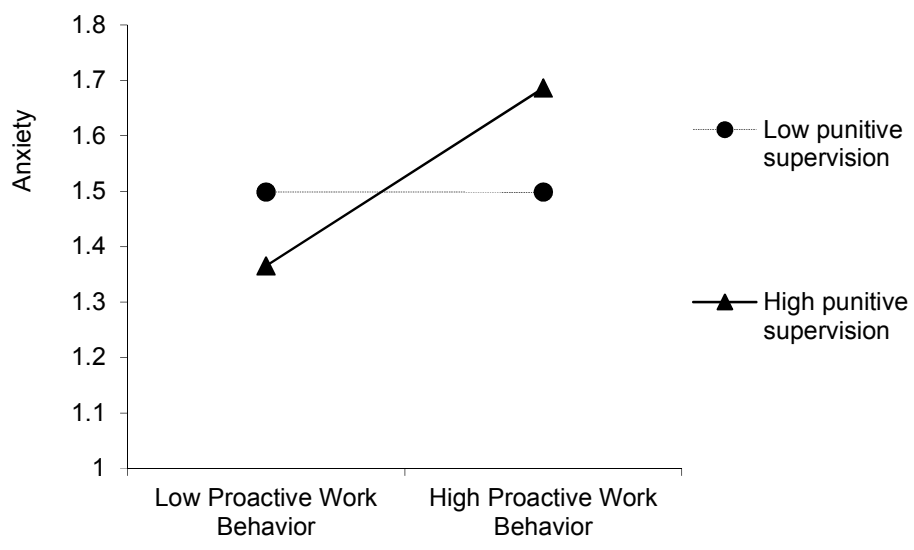 1.8
1.7
1.6
1.5
1.4
1.3
1.2
1.1
1
Anxiety
Low Proactive Work
Behavior
High Proactive Work
Behavior
Low punitive
supervision
High punitive
supervision